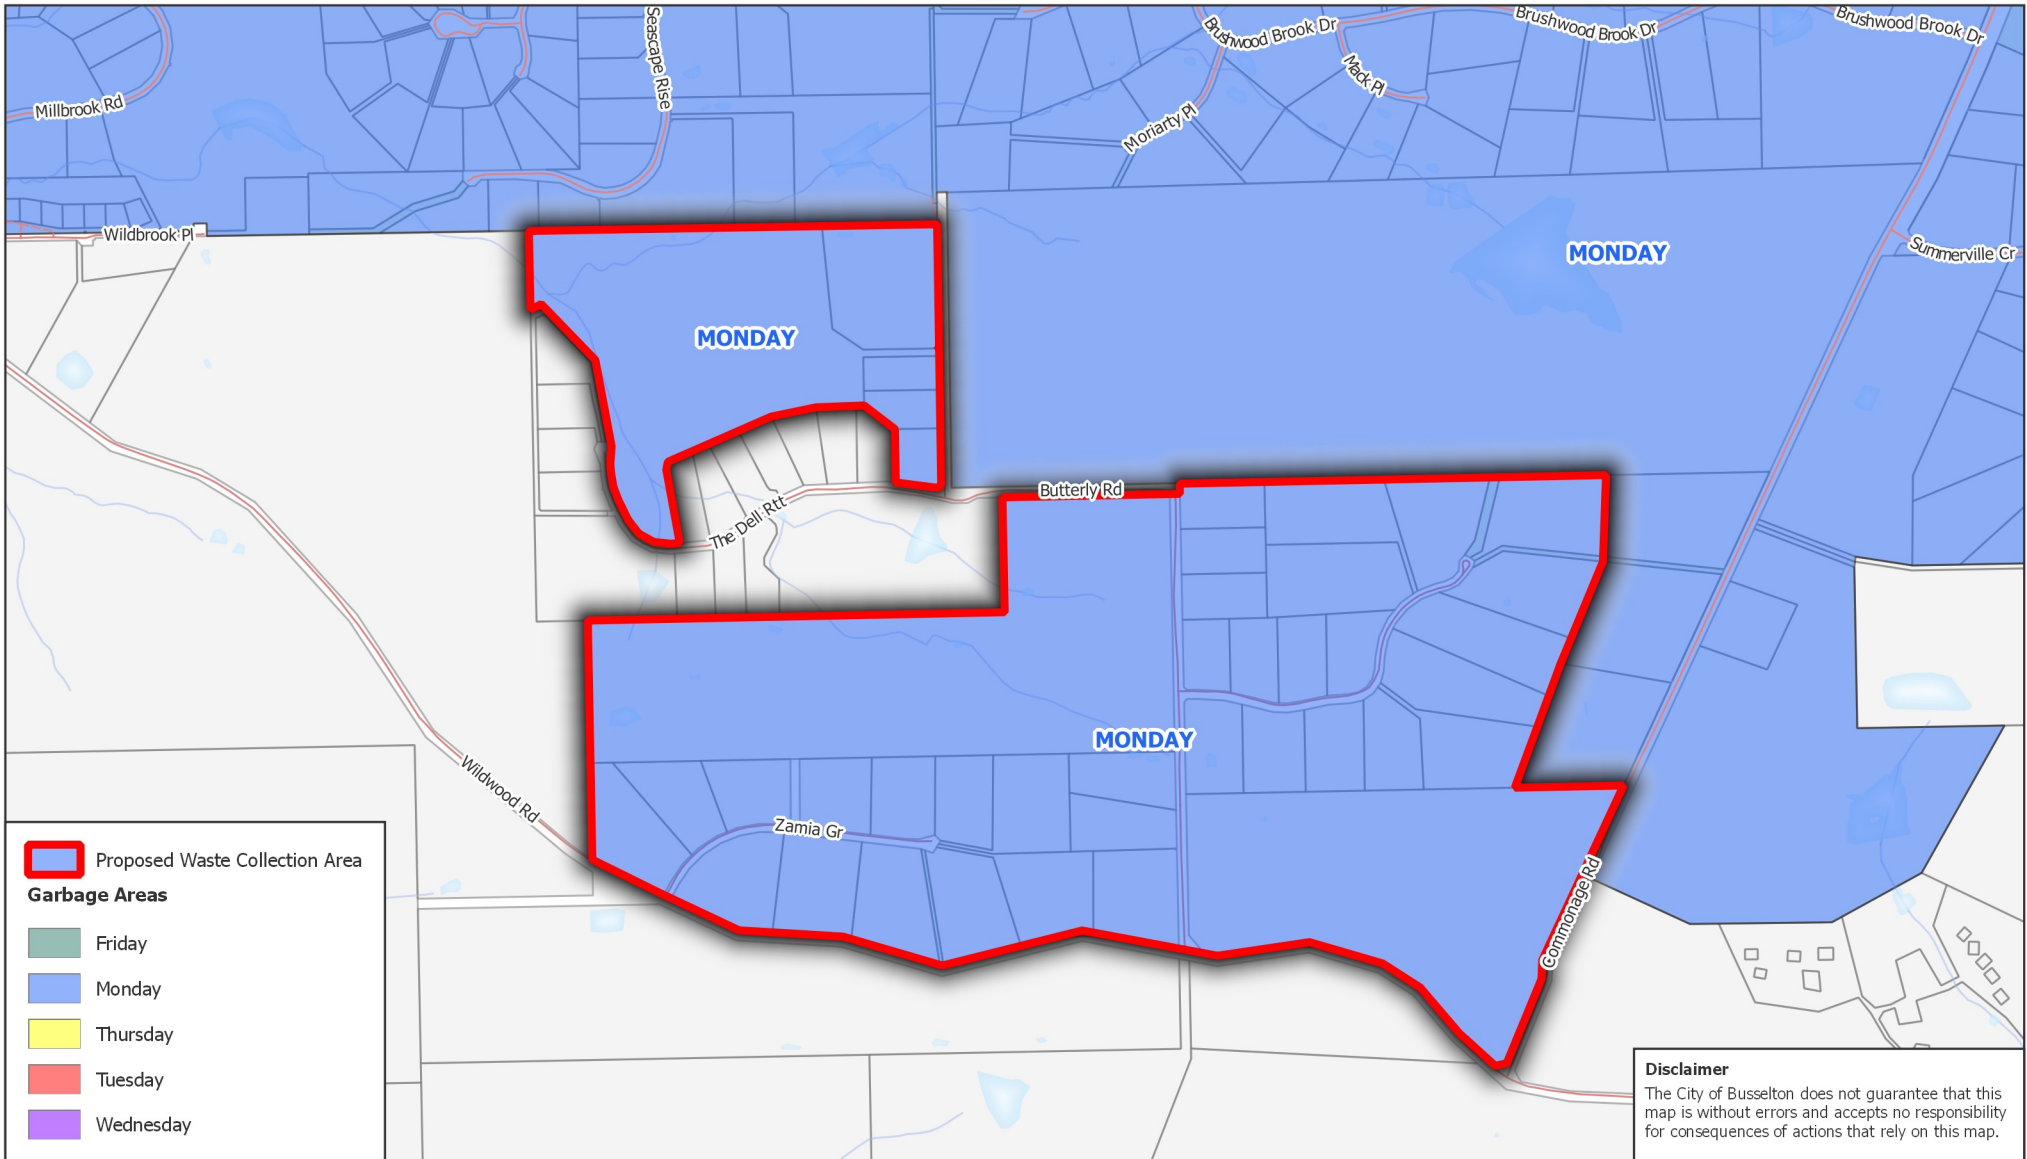 Seascape Rise
Brushwood Brook Dr
Brushwood Brook Dr
Brushwood Brook Dr
Mack Pl
Millbrook Rd
Moriarty Pl
Wildbrook Pl
MONDAY
Summerville Cr
MONDAY
Butterly Rd
The Dell Rtt
MONDAY
Wildwood Rd
Zamia Gr
Commonage Rd
Proposed Waste Collection Area
Garbage Areas
Friday
Monday
Thursday
Tuesday
Wednesday
Disclaimer
The City of Busselton does not guarantee that this
map is without errors and accepts no responsibility
for consequences of actions that rely on this map.